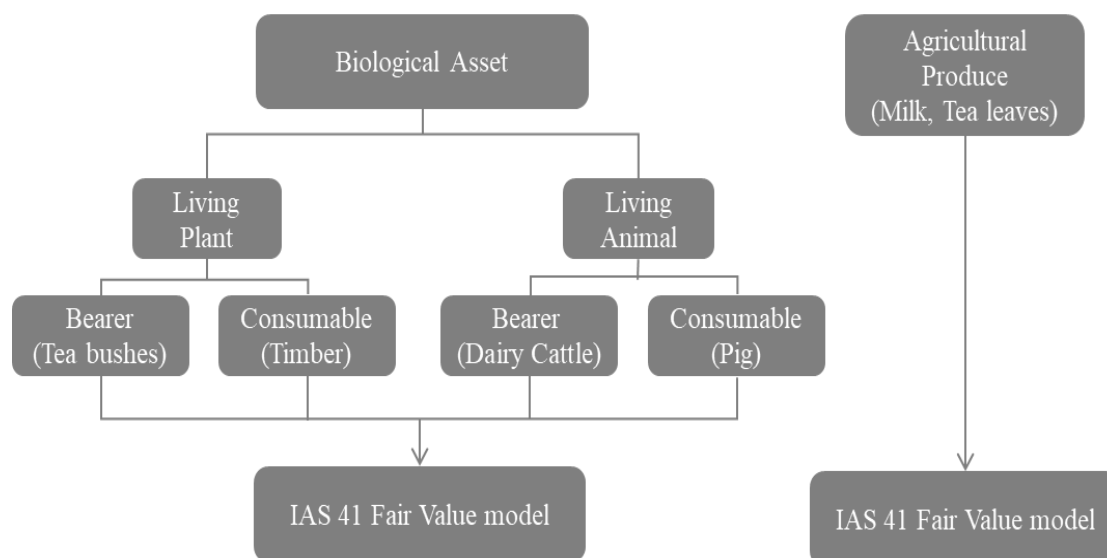 Biological Asset
Agricultural
Produce
(Milk, Tea leaves)
Living
Plant
Living
Animal
Bearer
(Tea bushes)
Consumable
(Timber)
Bearer
(Dairy Cattle)
Consumable
(Pig)
IAS 41 Fair Value model
IAS 41 Fair Value model